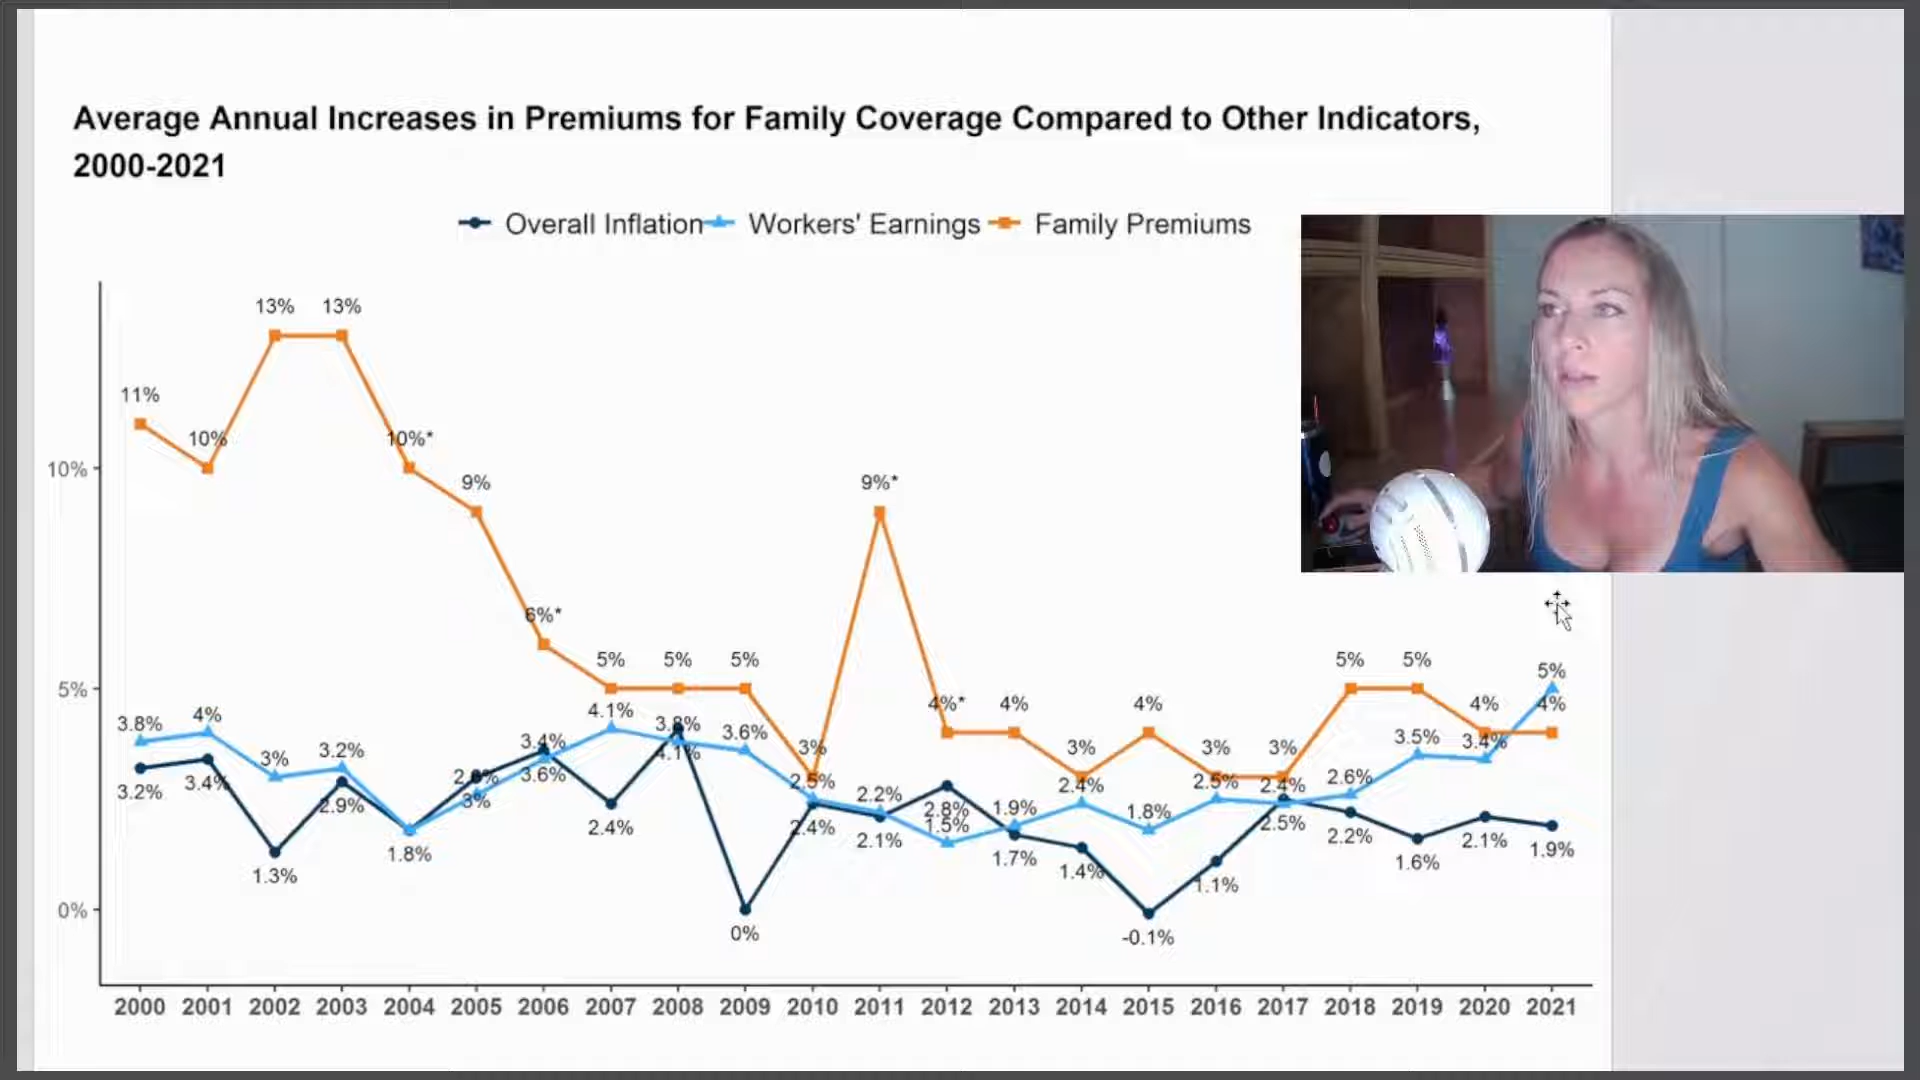 Average Annual Increases in Premiums for Family Coverage Compared to Other Indicators,
2000-2021
Overall Inflation Workers' Earnings Family Premiums
13% 13%
11%
10% 10%*
10%
9% 9%*
6%*
5% 5% 5% 5% 5% 5%
5%
4%* 4% 4% 4% 4%
3.8% 4% 3% 3.2% 3.4% 4.1% 3.8% 3.6% 3% 3% 3% 3% 3.5% 3.4%
3.2% 3.4% 2.9% 3% 3.6% 4.1% 2.5% 2.2% 2.8% 1.9% 2.4% 1.8% 2.5% 2.4% 2.6%
1.3% 1.8% 2.4% 2.4% 2.1% 1.5% 1.7% 1.4% 1.1% 2.5% 2.2% 1.6% 2.1% 1.9%
0%
0% -0.1%
2000 2001 2002 2003 2004 2005 2006 2007 2008 2009 2010 2011 2012 2013 2014 2015 2016 2017 2018 2019 2020 2021